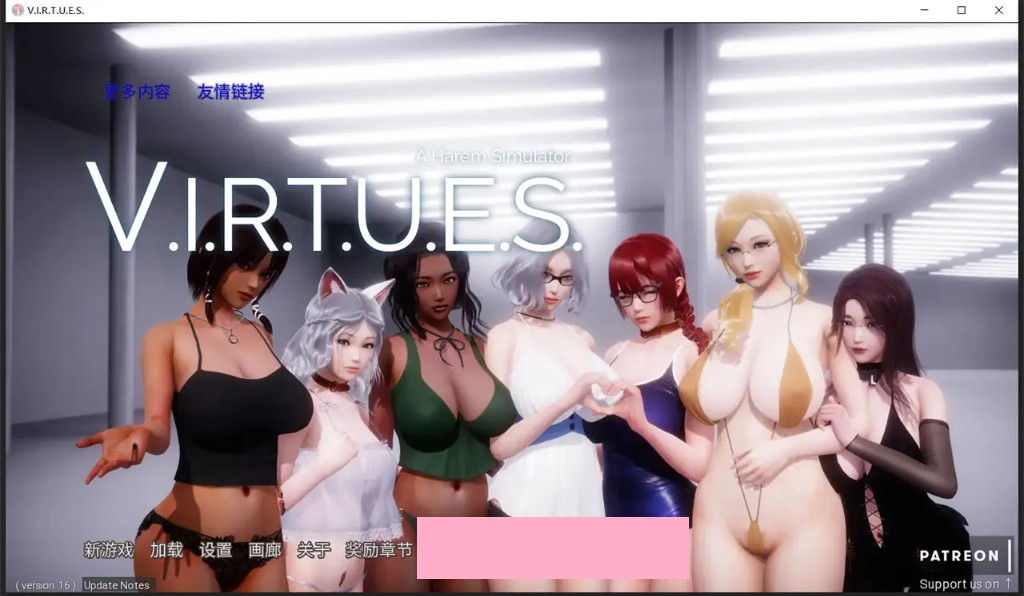 V.I.R.T.U.E.S.
更多内容 友情链接
A Harem Simulator
V.I.R.T.U.E.S.
新游戏 加载 设置 画廊 关于 奖励章节
PATREON
( version 16 ) Update Notes
Support us on ↑